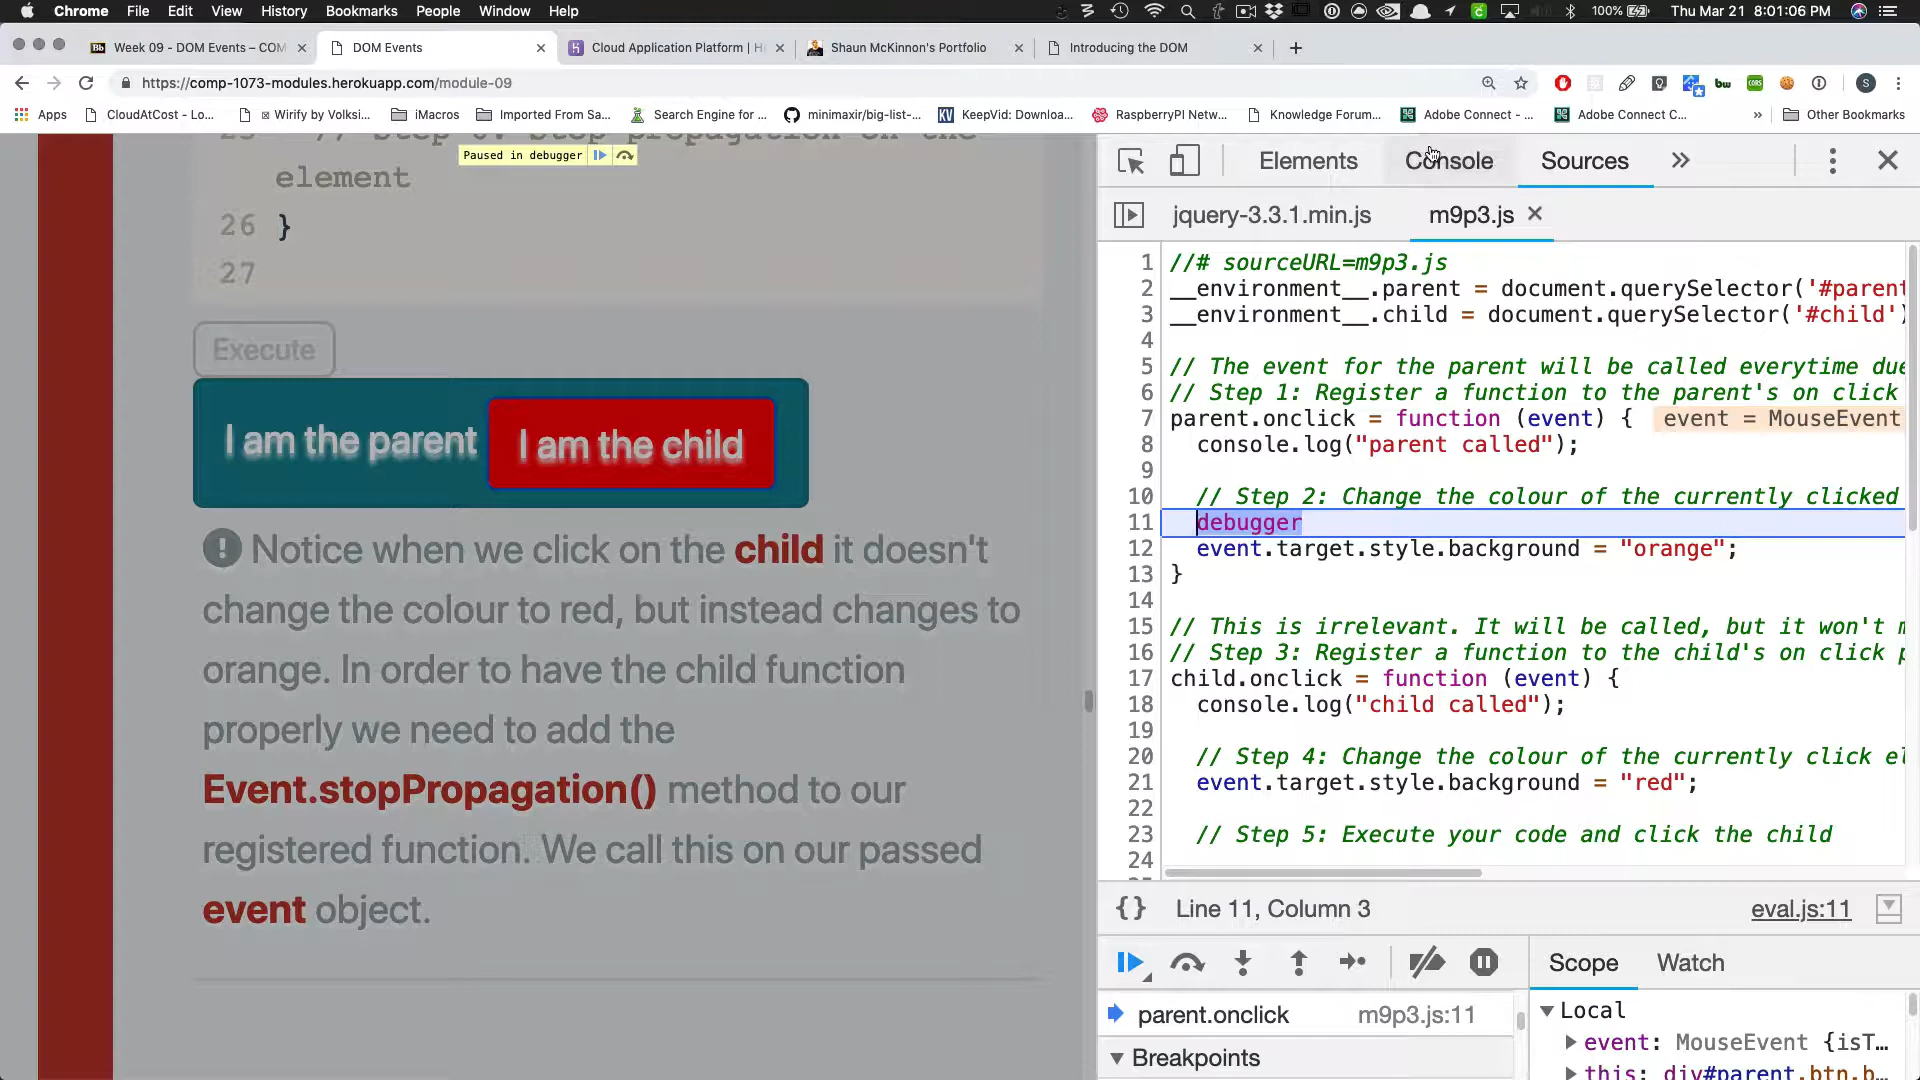 Chrome File Edit View History Bookmarks People Window Help 100% Thu Mar 21 8:01:06 PM
Week 09 - DOM Events – COM
DOM Events
Cloud Application Platform | H
Shaun McKinnon's Portfolio
Introducing the DOM
https://comp-1073-modules.herokuapp.com/module-09
Apps CloudAtCost - Lo... Wirify by Volksi... iMacros Imported From Sa... Search Engine for ... minimaxir/big-list-... KeepVid: Downloa... RaspberryPI Netw... Knowledge Forum... Adobe Connect - ... Adobe Connect C... » Other Bookmarks
Paused in debugger
element
26 }
27
Execute
I am the parent I am the child
Notice when we click on the child it doesn't
change the colour to red, but instead changes to
orange. In order to have the child function
properly we need to add the
Event.stopPropagation() method to our
registered function. We call this on our passed
event object.
Elements Console Sources »
jquery-3.3.1.min.js m9p3.js
1 //# sourceURL=m9p3.js
2 __environment__.parent = document.querySelector('#parent
3 __environment__.child = document.querySelector('#child')
4
5 // The event for the parent will be called everytime due
6 // Step 1: Register a function to the parent's on click
7 parent.onclick = function (event) { event = MouseEvent
8 console.log("parent called");
9
10 // Step 2: Change the colour of the currently clicked
11 debugger
12 event.target.style.background = "orange";
13 }
14
15 // This is irrelevant. It will be called, but it won't m
16 // Step 3: Register a function to the child's on click p
17 child.onclick = function (event) {
18 console.log("child called");
19
20 // Step 4: Change the colour of the currently click el
21 event.target.style.background = "red";
22
23 // Step 5: Execute your code and click the child
24
{} Line 11, Column 3 eval.js:11
Scope Watch
parent.onclick m9p3.js:11
Breakpoints
Local
event: MouseEvent {isT...
this: div#parent.btn.b...